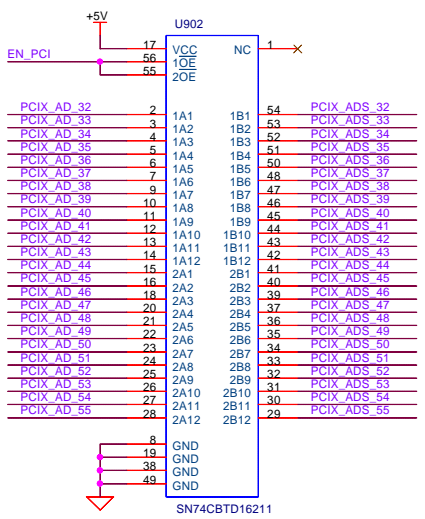 +5V
U902
17 VCC NC 1
EN_PCI 56 1OE
55 2OE
PCIX_AD_32 2 1A1 1B1 54 PCIX_ADS_32
PCIX_AD_33 3 1A2 1B2 53 PCIX_ADS_33
PCIX_AD_34 4 1A3 1B3 52 PCIX_ADS_34
PCIX_AD_35 5 1A4 1B4 51 PCIX_ADS_35
PCIX_AD_36 6 1A5 1B5 50 PCIX_ADS_36
PCIX_AD_37 7 1A6 1B6 48 PCIX_ADS_37
PCIX_AD_38 9 1A7 1B7 47 PCIX_ADS_38
PCIX_AD_39 10 1A8 1B8 46 PCIX_ADS_39
PCIX_AD_40 11 1A9 1B9 45 PCIX_ADS_40
PCIX_AD_41 12 1A10 1B10 44 PCIX_ADS_41
PCIX_AD_42 13 1A11 1B11 43 PCIX_ADS_42
PCIX_AD_43 14 1A12 1B12 42 PCIX_ADS_43
PCIX_AD_44 15 2A1 2B1 41 PCIX_ADS_44
PCIX_AD_45 16 2A2 2B2 40 PCIX_ADS_45
PCIX_AD_46 18 2A3 2B3 39 PCIX_ADS_46
PCIX_AD_47 20 2A4 2B4 37 PCIX_ADS_47
PCIX_AD_48 21 2A5 2B5 36 PCIX_ADS_48
PCIX_AD_49 22 2A6 2B6 35 PCIX_ADS_49
PCIX_AD_50 23 2A7 2B7 34 PCIX_ADS_50
PCIX_AD_51 24 2A8 2B8 33 PCIX_ADS_51
PCIX_AD_52 25 2A9 2B9 32 PCIX_ADS_52
PCIX_AD_53 26 2A10 2B10 31 PCIX_ADS_53
PCIX_AD_54 27 2A11 2B11 30 PCIX_ADS_54
PCIX_AD_55 28 2A12 2B12 29 PCIX_ADS_55
8 GND
19 GND
38 GND
49 GND
SN74CBTD16211